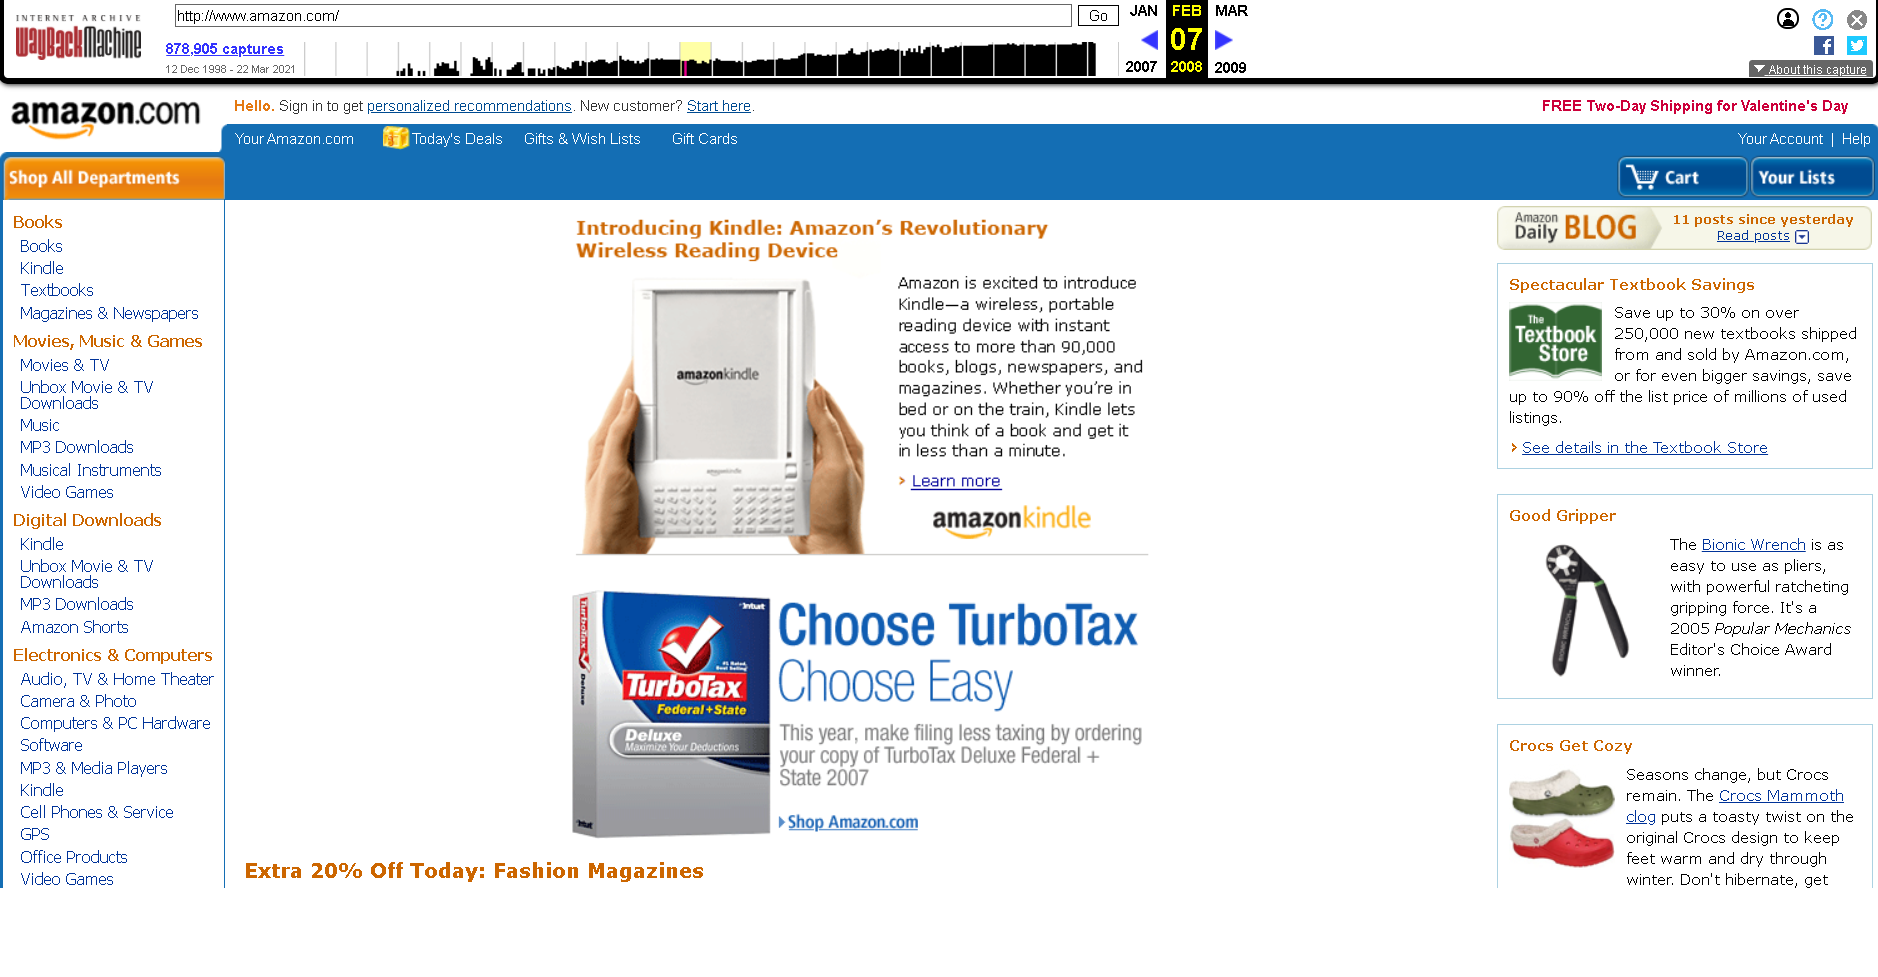 INTERNET ARCHIVE
WayBackMachine
http://www.amazon.com/
Go
JAN
FEB
MAR
878,905 captures
07
12 Dec 1998 - 22 Mar 2021
2007
2008
2009
About this capture
amazon.com
Hello. Sign in to get personalized recommendations. New customer? Start here.
FREE Two-Day Shipping for Valentine's Day
Your Amazon.com
Today's Deals
Gifts & Wish Lists
Gift Cards
Your Account | Help
Shop All Departments
Cart
Your Lists
Books
Books
Kindle
Textbooks
Magazines & Newspapers
Movies, Music & Games
Movies & TV
Unbox Movie & TV
Downloads
Music
MP3 Downloads
Musical Instruments
Video Games
Digital Downloads
Kindle
Unbox Movie & TV
Downloads
MP3 Downloads
Amazon Shorts
Electronics & Computers
Audio, TV & Home Theater
Camera & Photo
Computers & PC Hardware
Software
MP3 & Media Players
Kindle
Cell Phones & Service
GPS
Office Products
Video Games
Introducing Kindle: Amazon's Revolutionary
Wireless Reading Device
amazonkindle
amazonkindle
Amazon is excited to introduce
Kindle—a wireless, portable
reading device with instant
access to more than 90,000
books, blogs, newspapers, and
magazines. Whether you're in
bed or on the train, Kindle lets
you think of a book and get it
in less than a minute.
Learn more
amazonkindle
Intuit
TurboTax
Deluxe
#1 Rated,
Best Selling
TurboTax
Federal + State
Deluxe
Maximize Your Deductions
Intuit
Choose TurboTax
Choose Easy
This year, make filing less taxing by ordering
your copy of TurboTax Deluxe Federal +
State 2007
Shop Amazon.com
Extra 20% Off Today: Fashion Magazines
Amazon
Daily BLOG
11 posts since yesterday
Read posts
Spectacular Textbook Savings
The
Textbook
Store
Save up to 30% on over
250,000 new textbooks shipped
from and sold by Amazon.com,
or for even bigger savings, save
up to 90% off the list price of millions of used
listings.
See details in the Textbook Store
Good Gripper
BIONIC WRENCH
The Bionic Wrench is as
easy to use as pliers,
with powerful ratcheting
gripping force. It's a
2005 Popular Mechanics
Editor's Choice Award
winner.
Crocs Get Cozy
Seasons change, but Crocs
remain. The Crocs Mammoth
clog puts a toasty twist on the
original Crocs design to keep
feet warm and dry through
winter. Don't hibernate, get